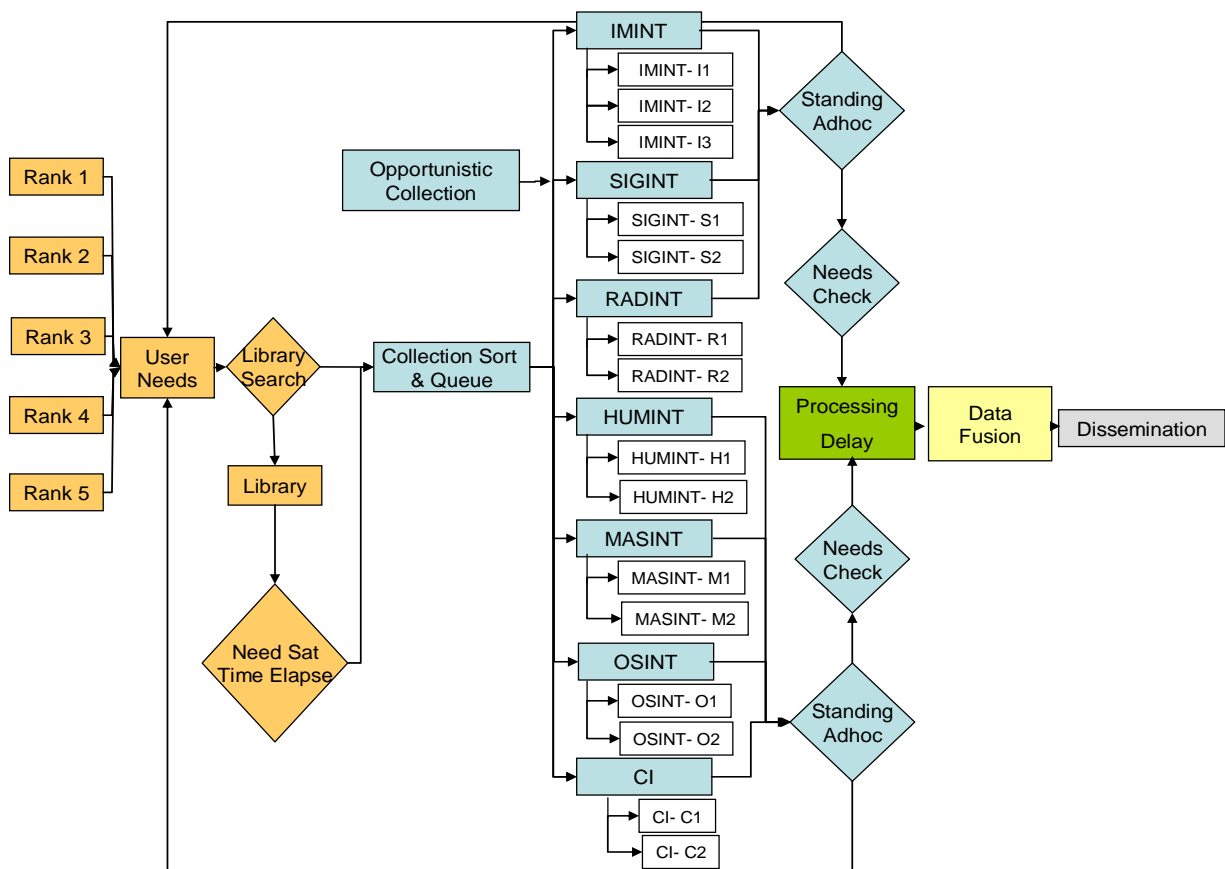 Rank 1
Rank 2
Rank 3
Rank 4
Rank 5
User
Needs
Library
Search
Library
Need Sat
Time Elapse
Opportunistic
Collection
Collection Sort
& Queue
IMINT
IMINT- I1
IMINT- I2
IMINT- I3
SIGINT
SIGINT- S1
SIGINT- S2
RADINT
RADINT- R1
RADINT- R2
HUMINT
HUMINT- H1
HUMINT- H2
MASINT
MASINT- M1
MASINT- M2
OSINT
OSINT- O1
OSINT- O2
CI
CI- C1
CI- C2
Standing
Adhoc
Needs
Check
Processing
Delay
Needs
Check
Standing
Adhoc
Data
Fusion
Dissemination